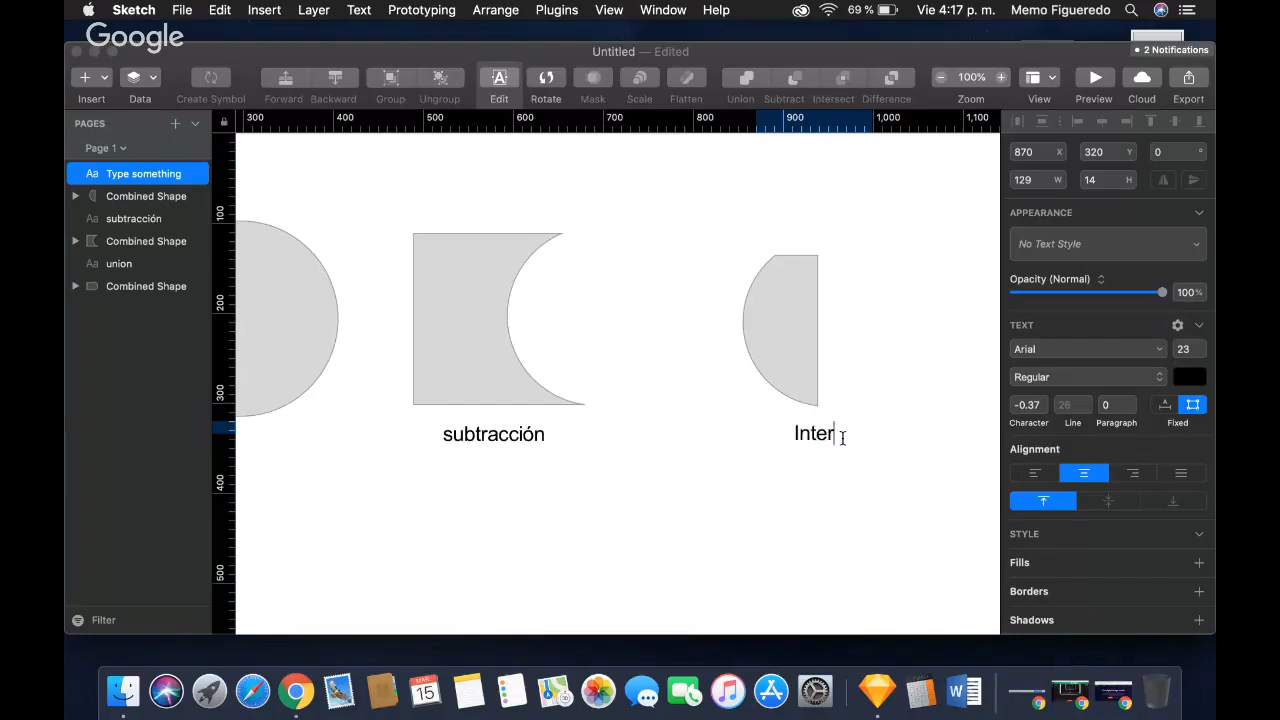 Sketch File Edit Insert Layer Text Prototyping Arrange Plugins View Window Help 69 % Vie 4:17 p. m. Memo Figueredo
Google
Untitled — Edited
2 Notifications
100%
Insert Data Create Symbol Forward Backward Group Ungroup Edit Rotate Mask Scale Flatten Union Subtract Intersect Difference Zoom View Preview Cloud Export
PAGES
Page 1
Aa Type something
Combined Shape
Aa subtracción
Combined Shape
Aa union
Combined Shape
Filter
300 400 500 600 700 800 900 1,000 1,100
100
200
300
400
500
subtracción
Inter
870 X 320 Y 0 °
129 W 14 H
APPEARANCE
No Text Style
Opacity (Normal)
100%
TEXT
Arial 23
Regular
-0.37 26 0 A
Character Line Paragraph Fixed
Alignment
STYLE
Fills
Borders
Shadows
MAR
15